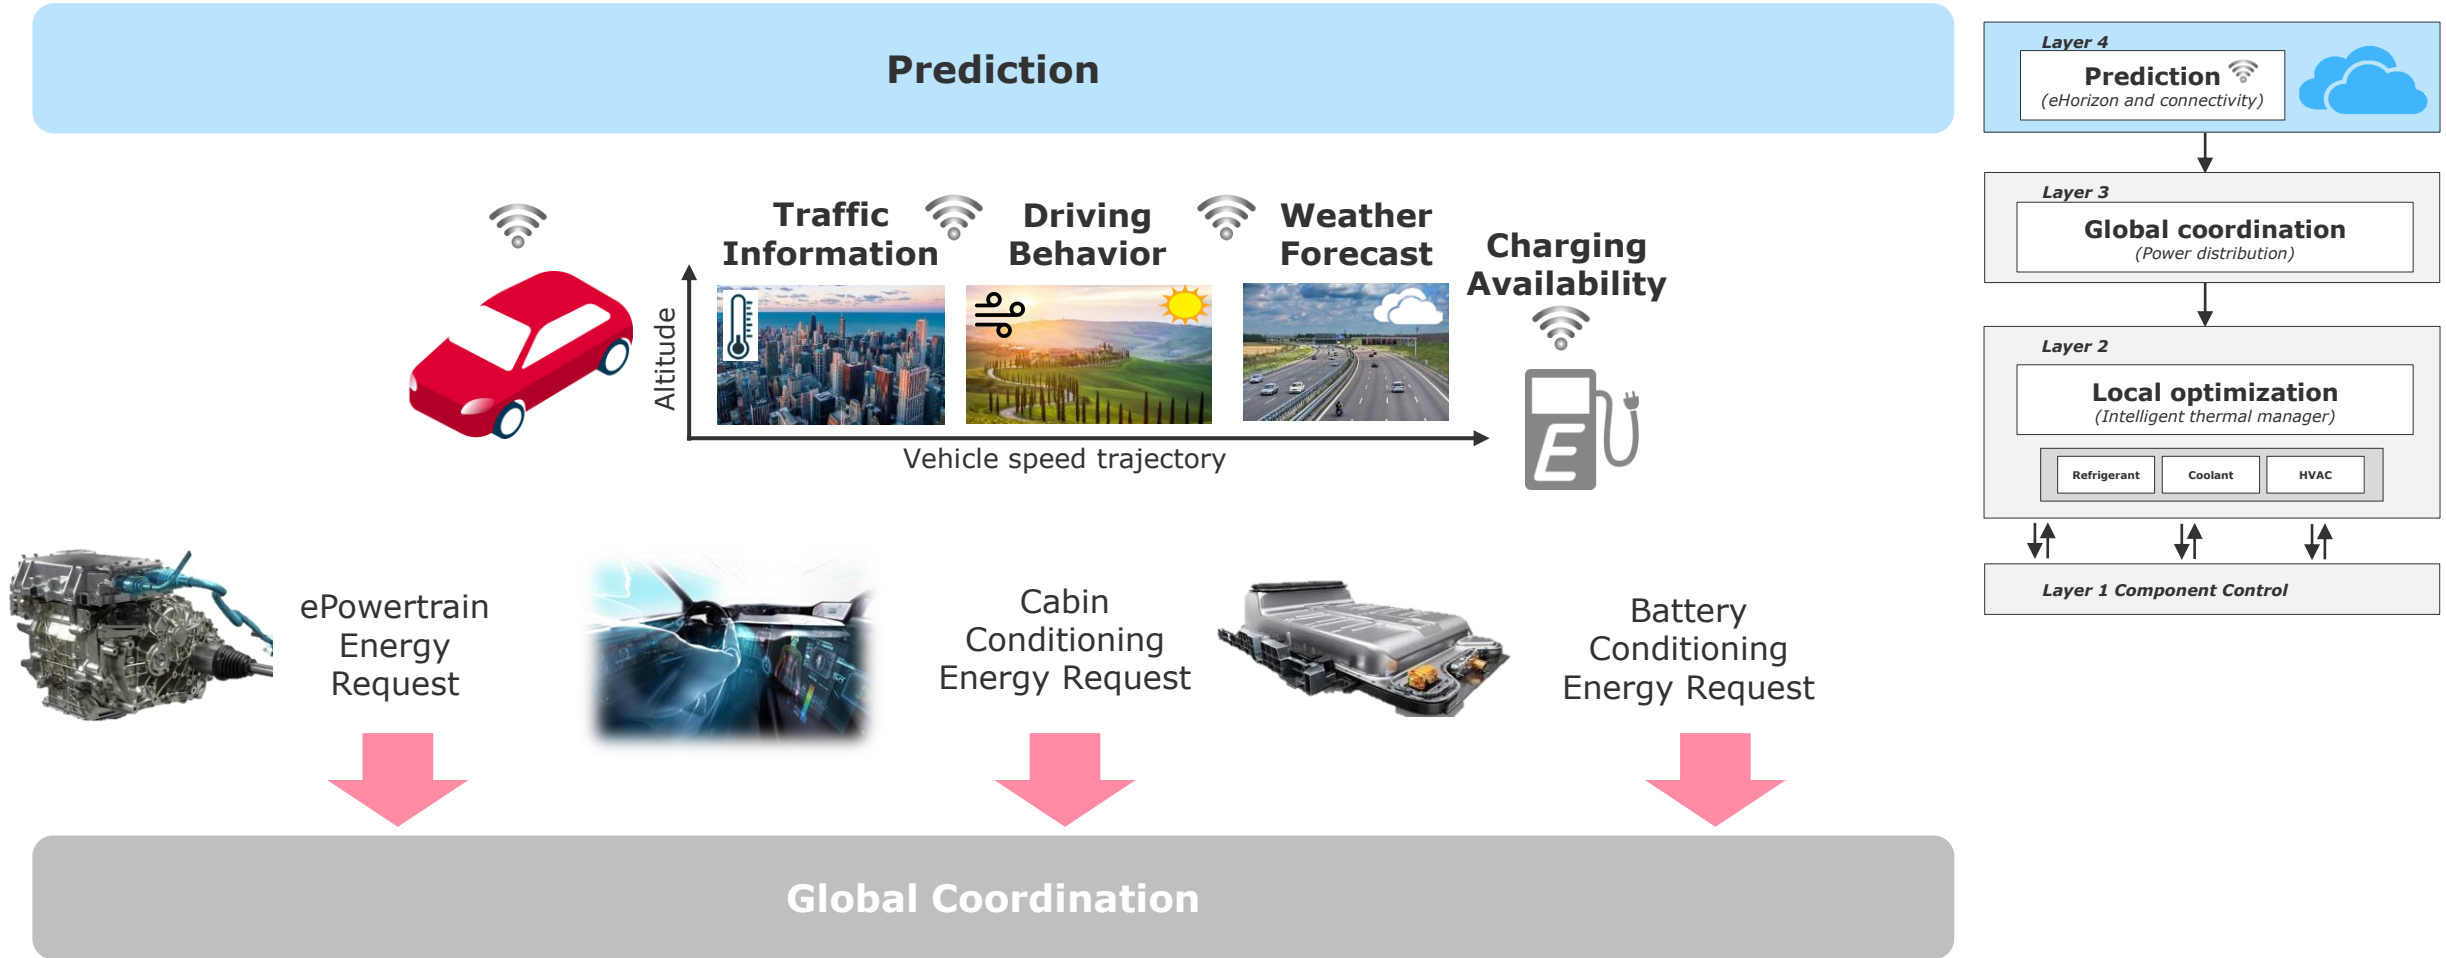 Prediction
Traffic
Information
Driving
Behavior
Weather
Forecast
Charging
Availability
Altitude
Vehicle speed trajectory
E
ePowertrain
Energy
Request
Cabin
Conditioning
Energy Request
Battery
Conditioning
Energy Request
Global Coordination
Layer 4
Prediction
(eHorizon and connectivity)
Layer 3
Global coordination
(Power distribution)
Layer 2
Local optimization
(Intelligent thermal manager)
Refrigerant
Coolant
HVAC
Layer 1 Component Control